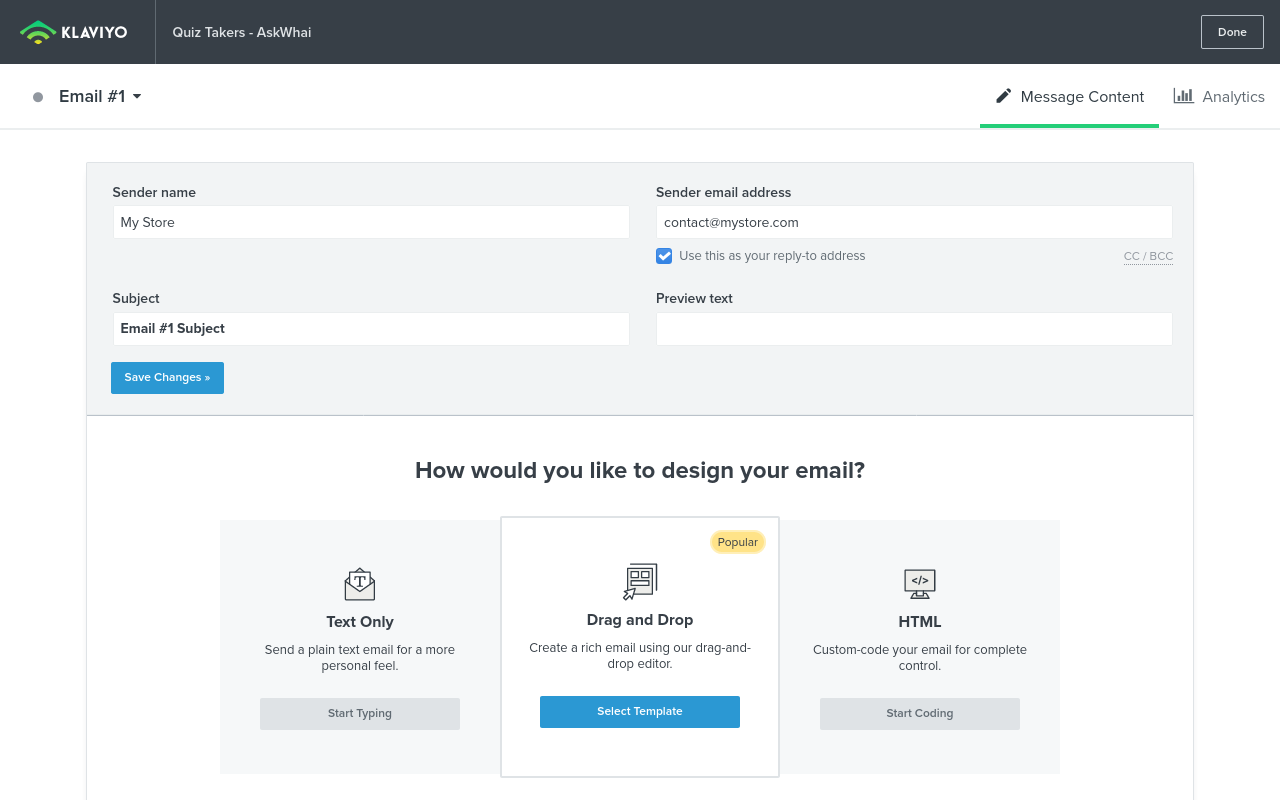 KLAVIYO
Quiz Takers - AskWhai
Done
Email #1
Message Content
Analytics
Sender name
Sender email address
My Store
contact@mystore.com
Use this as your reply-to address
CC / BCC
Subject
Preview text
Email #1 Subject
Save Changes »
How would you like to design your email?
Popular
T
</>
Text Only
Send a plain text email for a more
personal feel.
Start Typing
Drag and Drop
Create a rich email using our drag-and-
drop editor.
Select Template
HTML
Custom-code your email for complete
control.
Start Coding